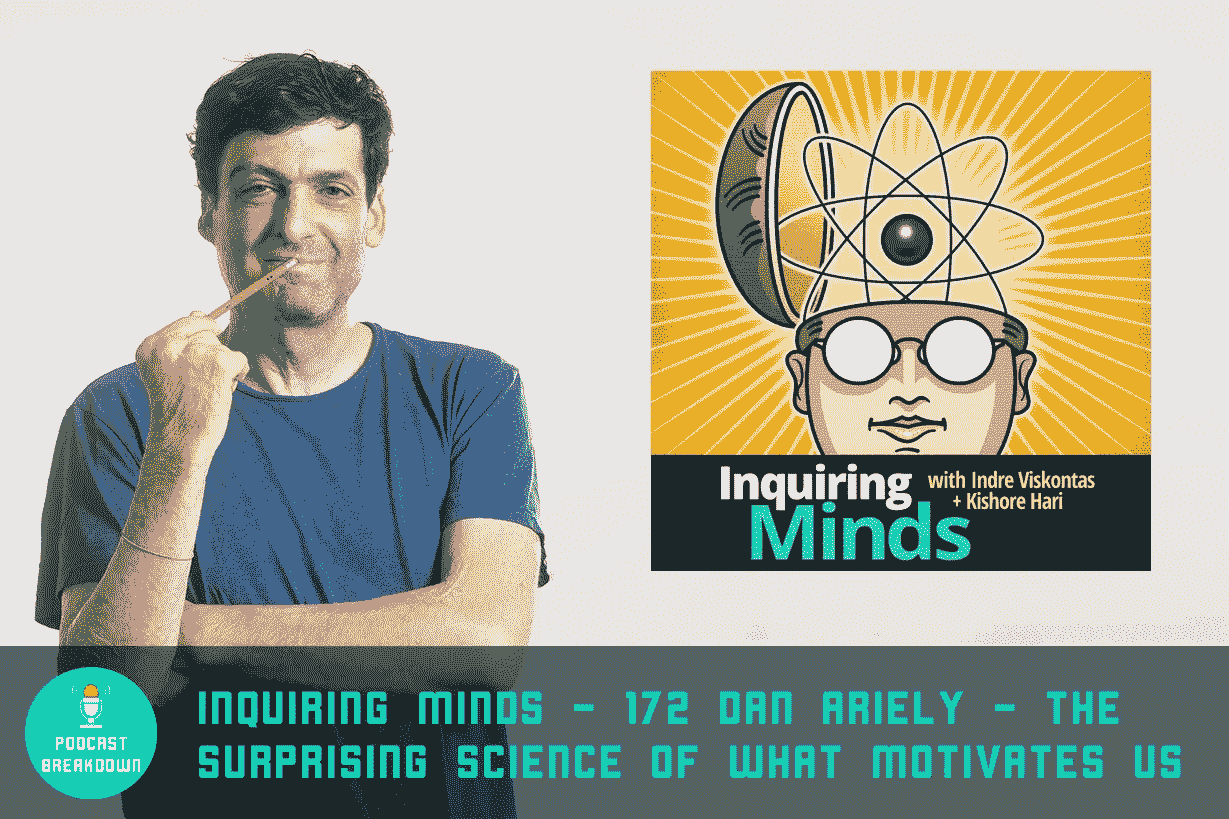 Inquiring with Indre Viskontas
+ Kishore Hari
Minds
PODCAST
BREAKDOWN
INQUIRING MINDS - 172 DAN ARIELY - THE
SURPRISING SCIENCE OF WHAT MOTIVATES US